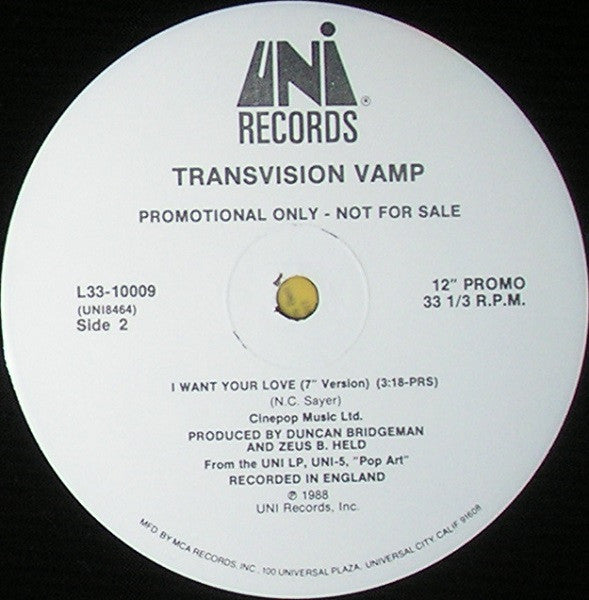 UNI®
RECORDS
TRANSVISION VAMP
PROMOTIONAL ONLY - NOT FOR SALE
L33-10009
(UNI8464)
Side 2
12" PROMO
33 1/3 R.P.M.
I WANT YOUR LOVE (7" Version) (3:18-PRS)
(N.C. Sayer)
Cinepop Music Ltd.
PRODUCED BY DUNCAN BRIDGEMAN
AND ZEUS B. HELD
From the UNI LP, UNI-5, "Pop Art"
RECORDED IN ENGLAND
℗ 1988
UNI Records, Inc.
MFD BY MCA RECORDS, INC., 100 UNIVERSAL PLAZA, UNIVERSAL CITY, CALIF. 91608